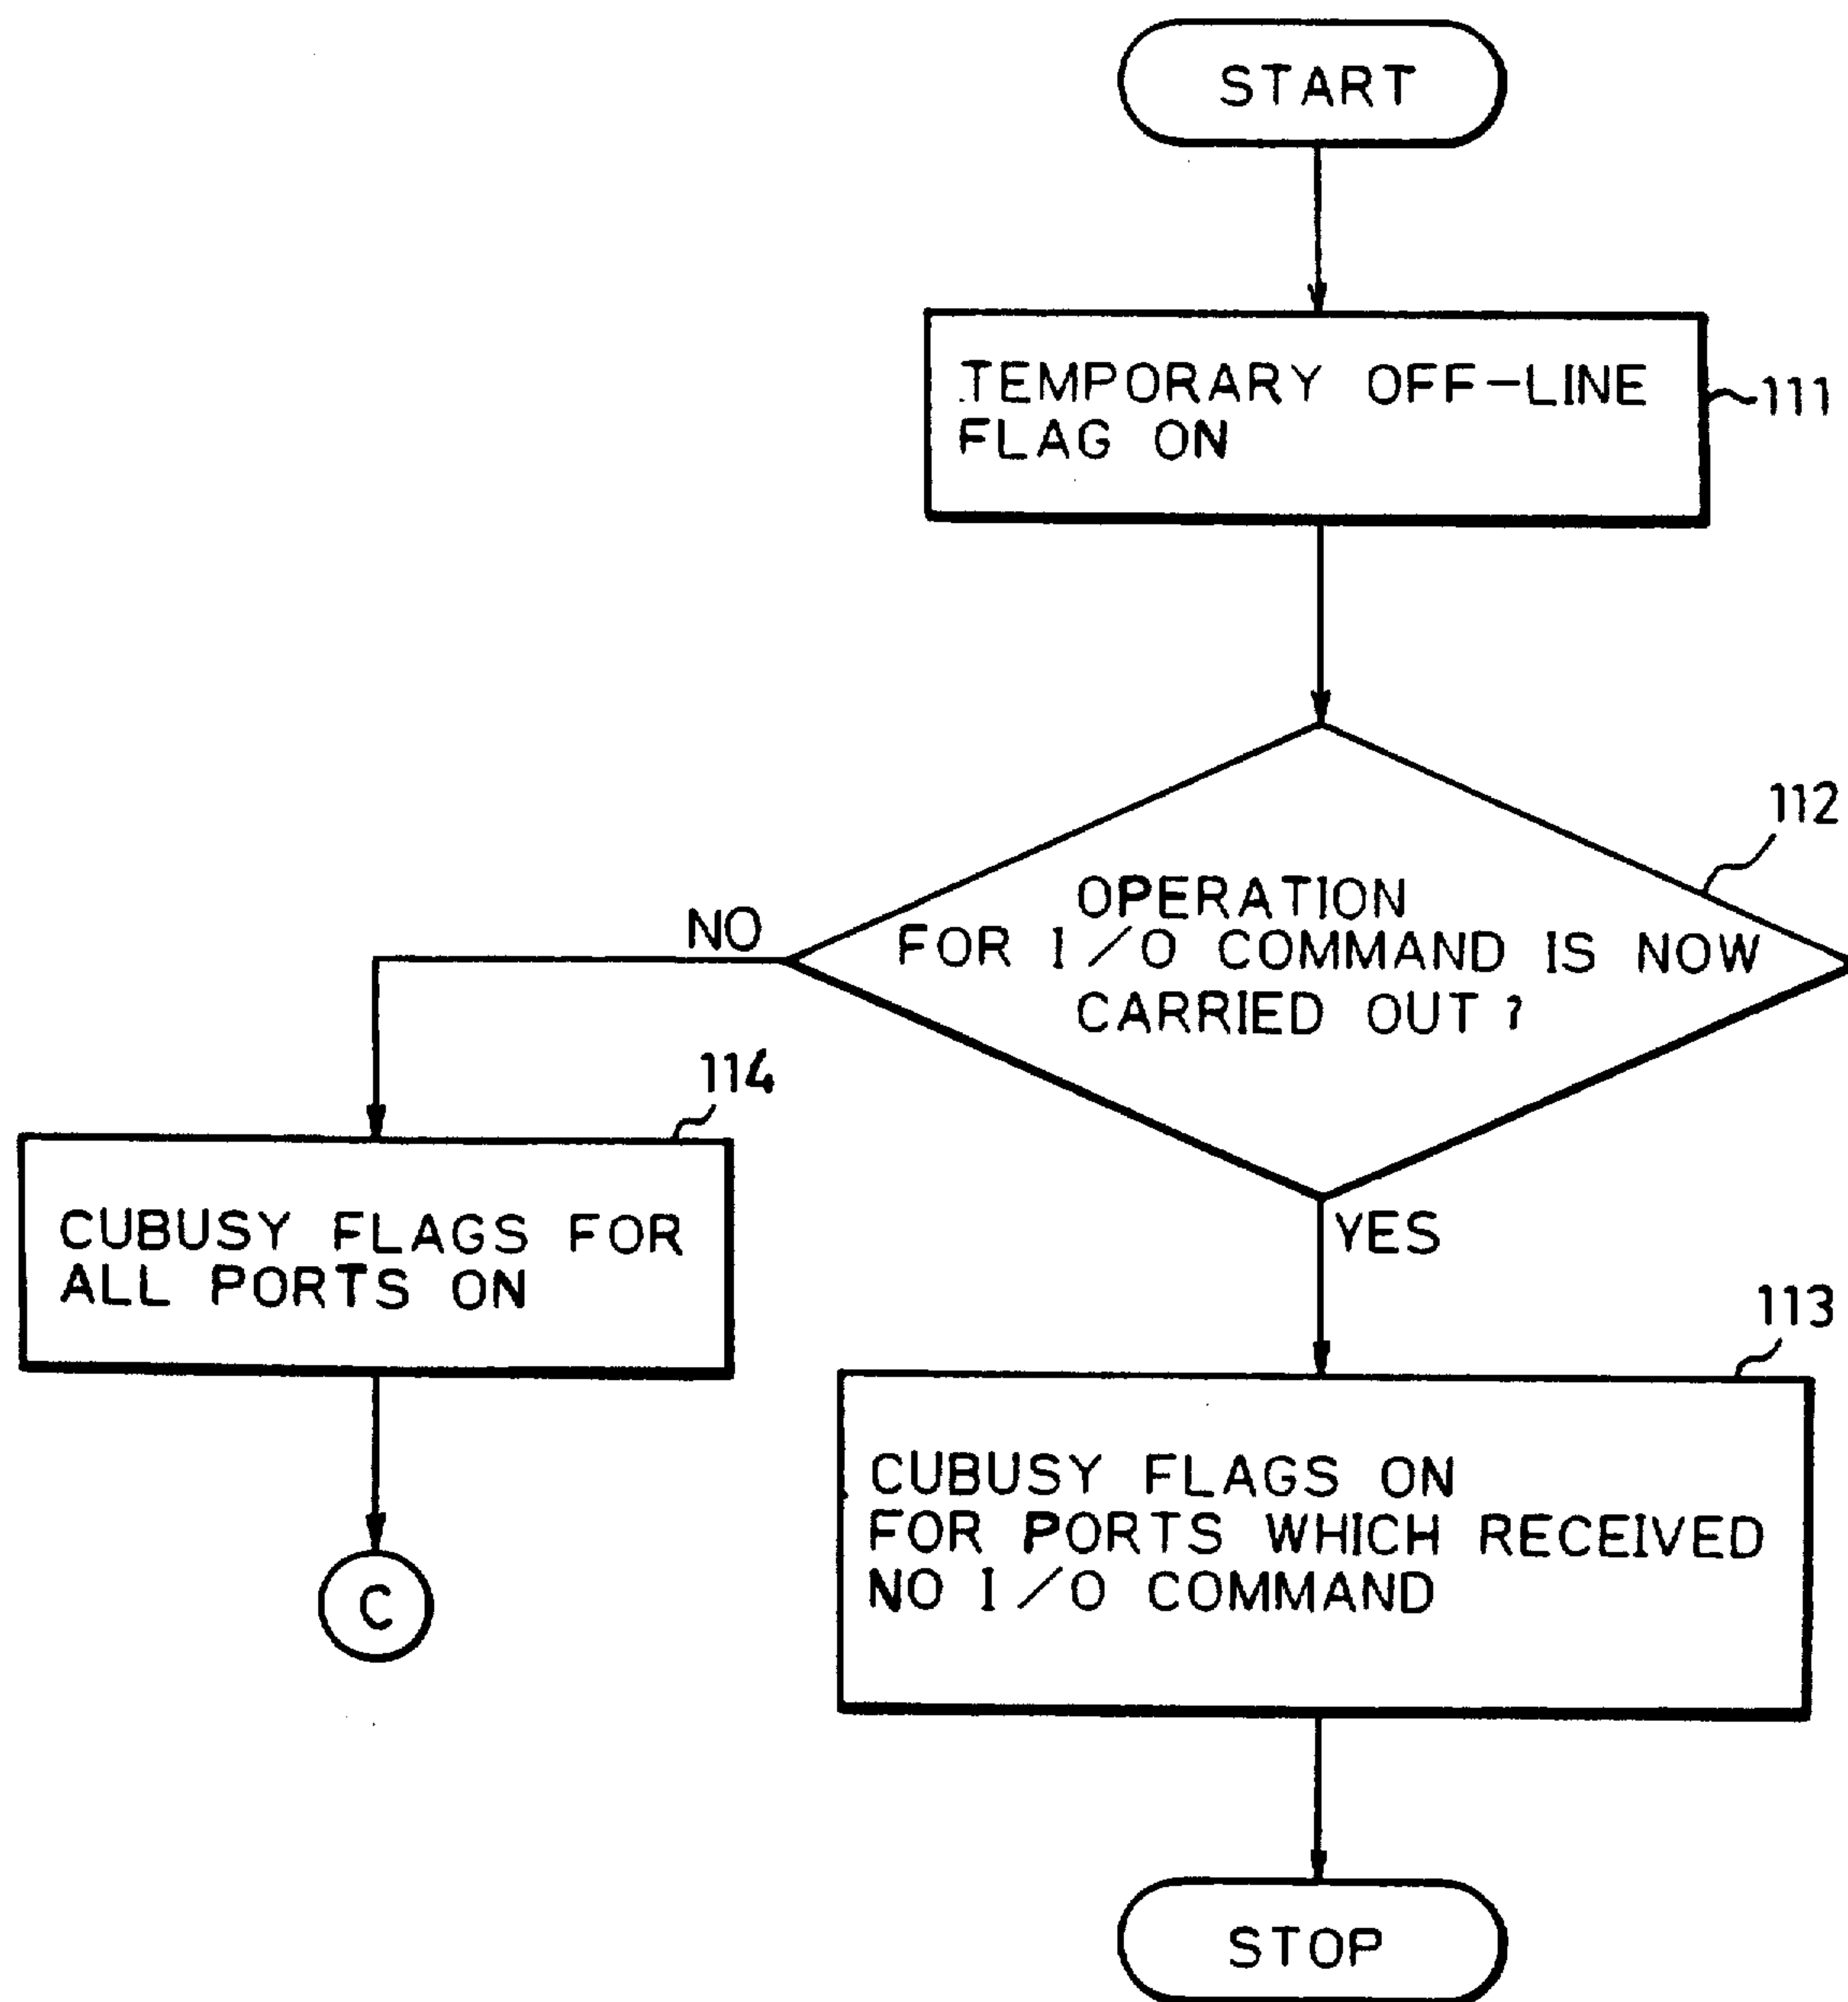 START
TEMPORARY OFF-LINE
FLAG ON
111
112
OPERATION
FOR I/O COMMAND IS NOW
CARRIED OUT?
NO
YES
114
CUBUSY FLAGS FOR
ALL PORTS ON
C
113
CUBUSY FLAGS ON
FOR PORTS WHICH RECEIVED
NO I/O COMMAND
STOP